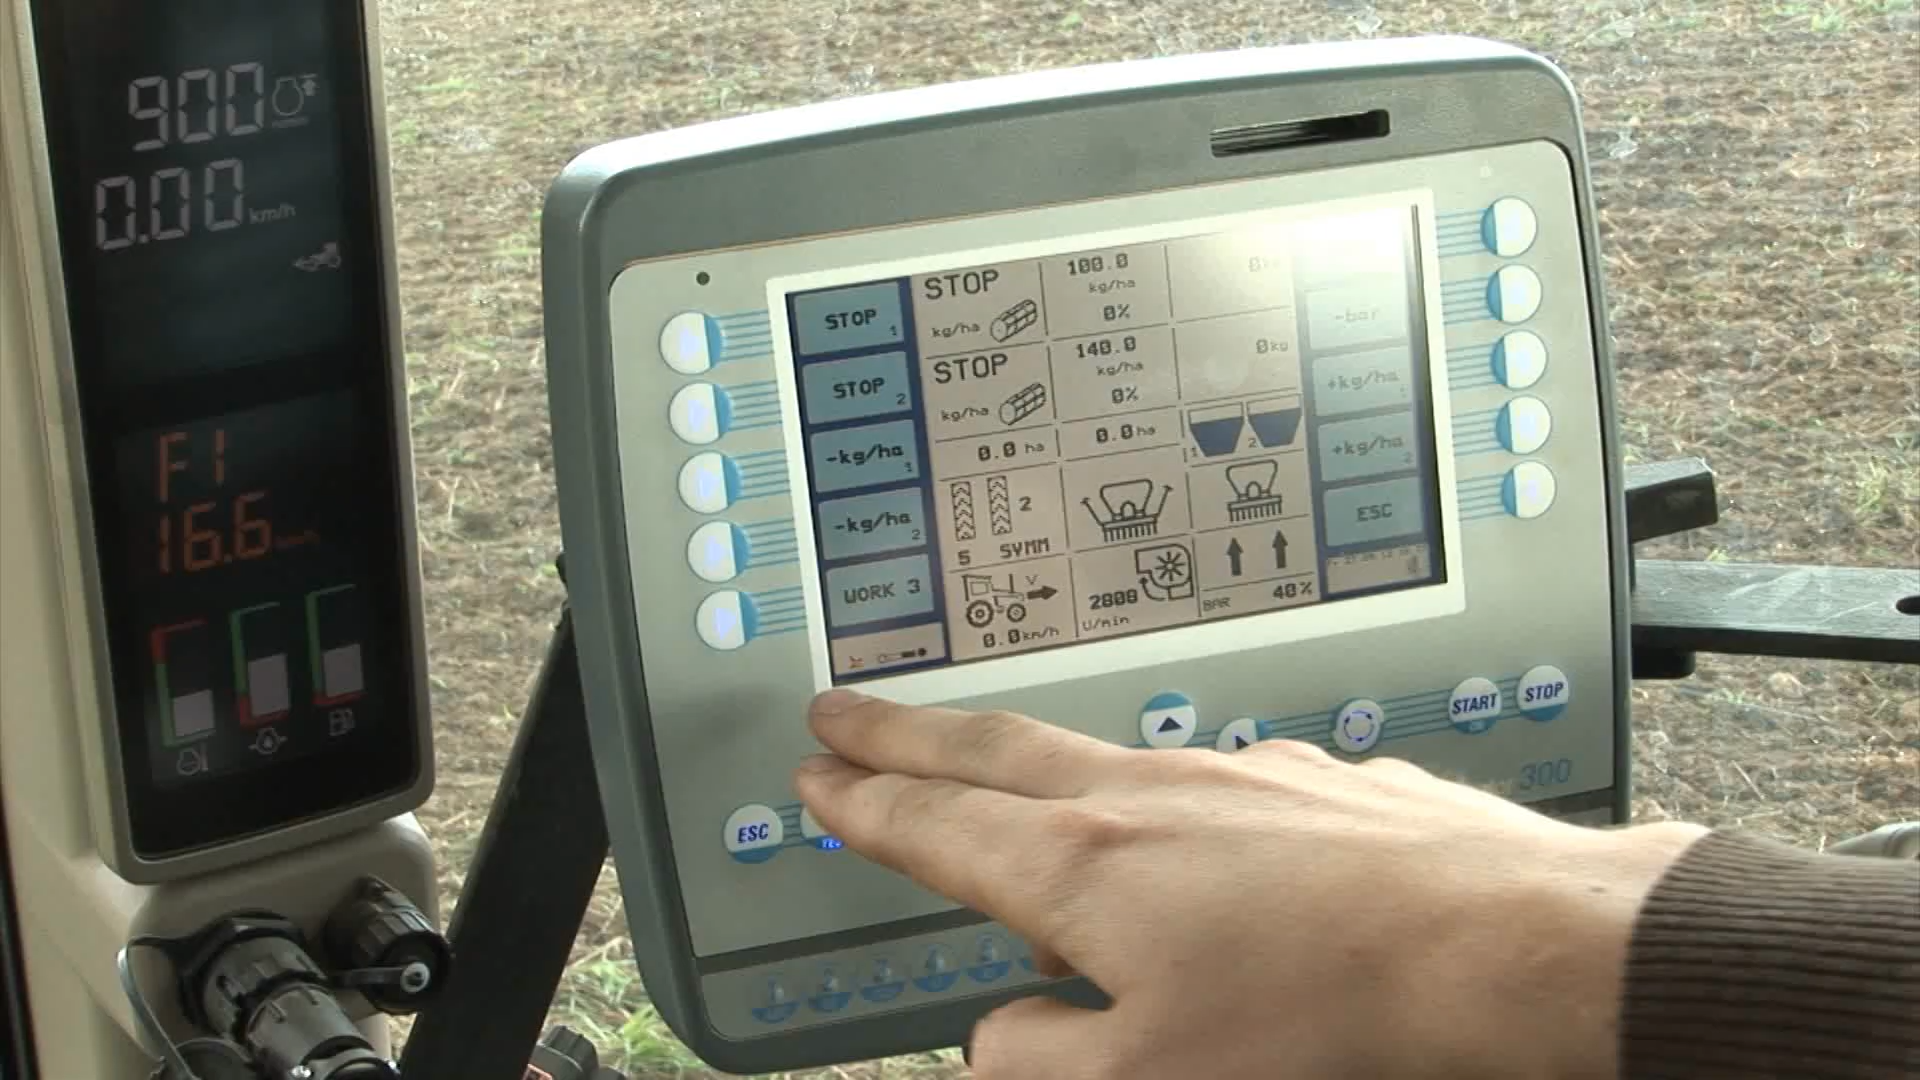 900
0.00 km/h
F1
16.6
STOP 1
STOP 2
-kg/ha 1
-kg/ha 2
WORK 3
STOP
kg/ha
100.0
kg/ha
0%
STOP
kg/ha
140.0
kg/ha
0%
0kg
0.0 ha
0.0 ha
1 2
2
5 SYMM
0.0km/h
U/min
BAR 40%
-bar
+kg/ha 1
+kg/ha 2
ESC
START
STOP
300
ESC